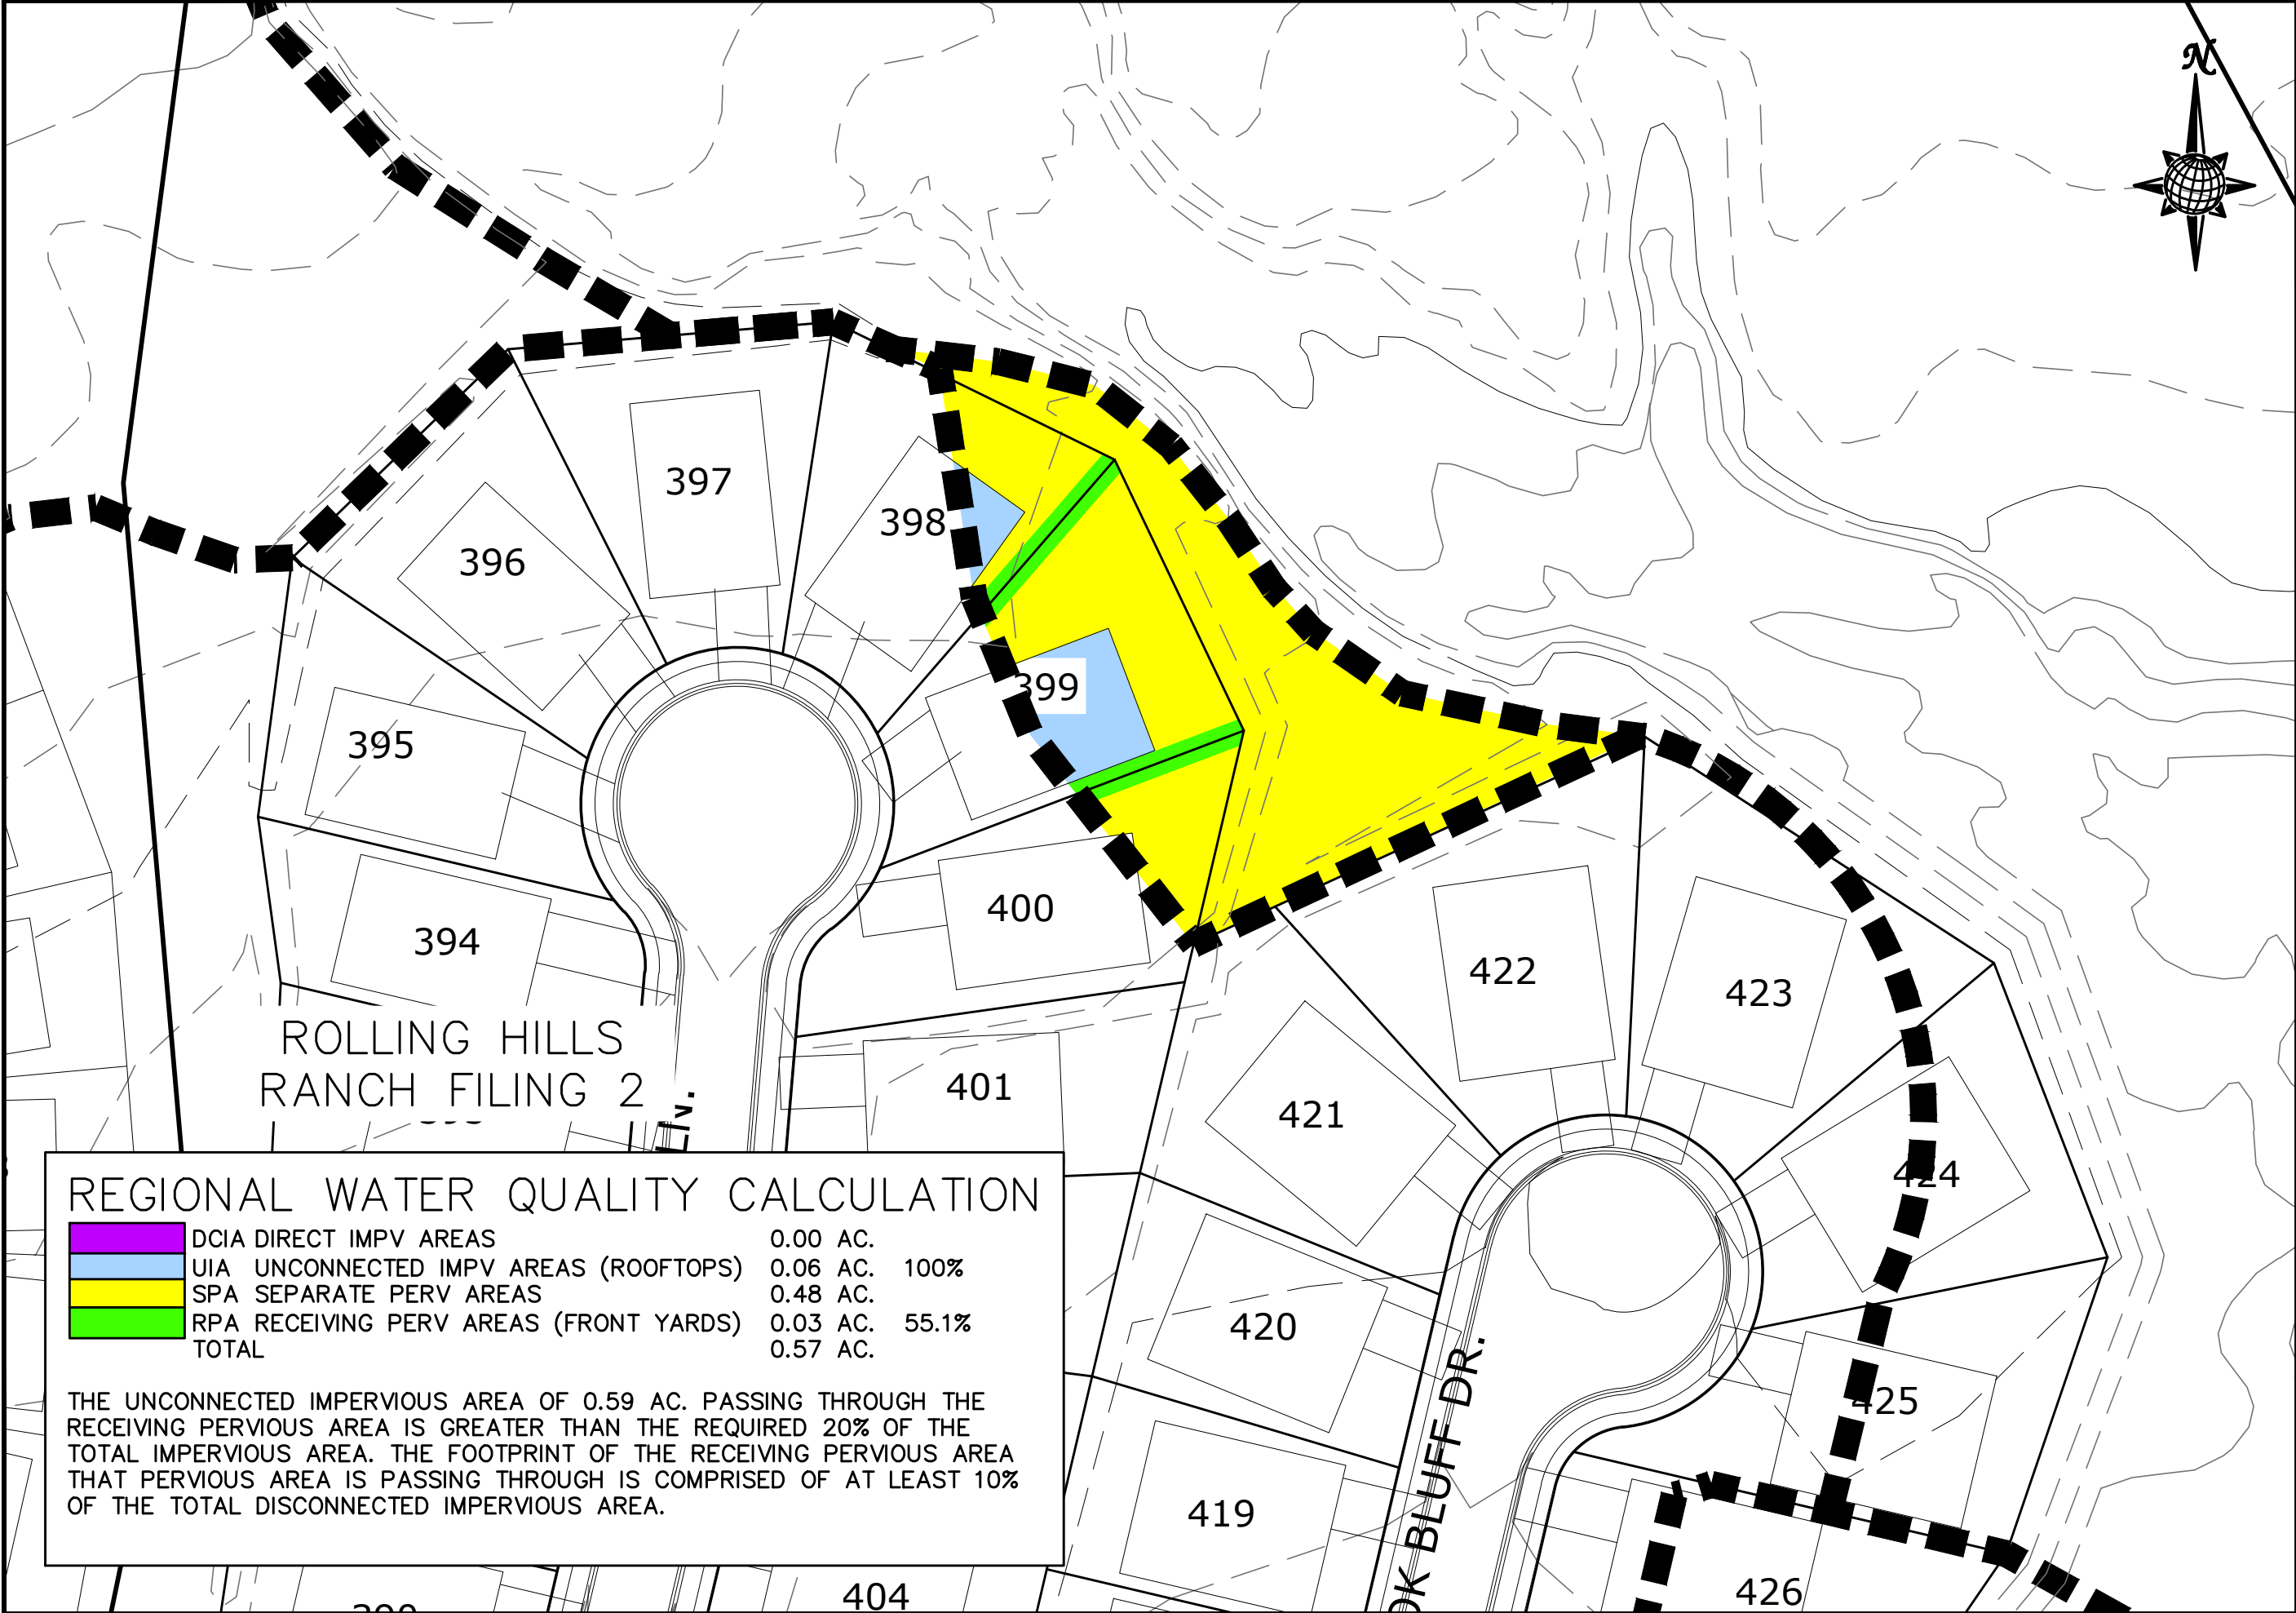 N
397
398
396
399
395
400
394
422
423
ROLLING HILLS
RANCH FILING 2
401
421
424
REGIONAL WATER QUALITY CALCULATION
DCIA DIRECT IMPV AREAS 0.00 AC.
UIA UNCONNECTED IMPV AREAS (ROOFTOPS) 0.06 AC. 100%
SPA SEPARATE PERV AREAS 0.48 AC.
RPA RECEIVING PERV AREAS (FRONT YARDS) 0.03 AC. 55.1%
TOTAL 0.57 AC.
THE UNCONNECTED IMPERVIOUS AREA OF 0.59 AC. PASSING THROUGH THE
RECEIVING PERVIOUS AREA IS GREATER THAN THE REQUIRED 20% OF THE
TOTAL IMPERVIOUS AREA. THE FOOTPRINT OF THE RECEIVING PERVIOUS AREA
THAT PERVIOUS AREA IS PASSING THROUGH IS COMPRISED OF AT LEAST 10%
OF THE TOTAL DISCONNECTED IMPERVIOUS AREA.
420
BLUFF DR.
425
419
426
404